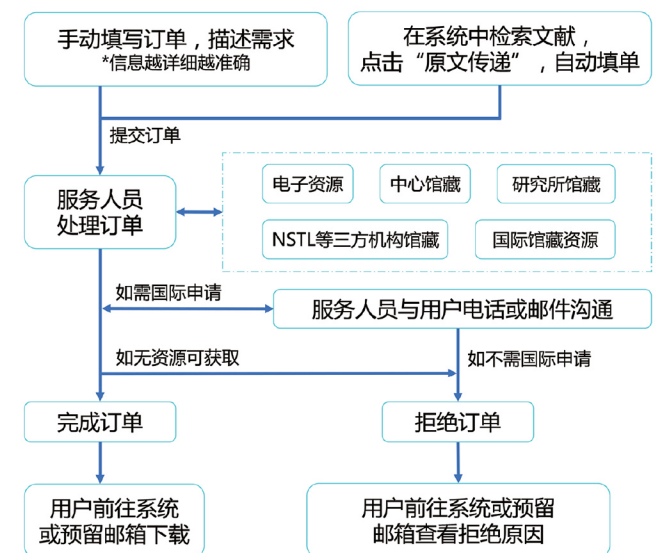 手动填写订单，描述需求
*信息越详细越准确
在系统中检索文献，
点击“原文传递”，自动填单
提交订单
服务人员
处理订单
电子资源
中心馆藏
研究所馆藏
NSTL等三方机构馆藏
国际馆藏资源
如需国际申请
服务人员与用户电话或邮件沟通
如无资源可获取
如不需国际申请
完成订单
拒绝订单
用户前往系统
或预留邮箱下载
用户前往系统或预留
邮箱查看拒绝原因